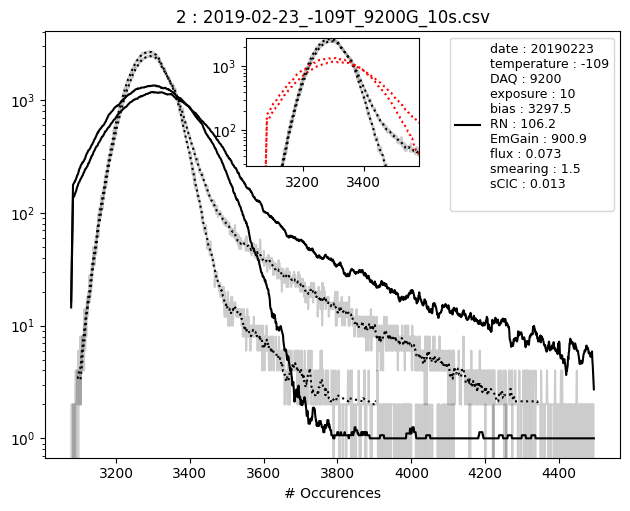 2 : 2019-02-23_-109T_9200G_10s.csv
date : 20190223
temperature : -109
DAQ : 9200
exposure : 10
bias : 3297.5
RN : 106.2
EmGain : 900.9
flux : 0.073
smearing : 1.5
sCIC : 0.013
10³
10²
3200 3400
10³
10²
10¹
10⁰
3200 3400 3600 3800 4000 4200 4400
# Occurences